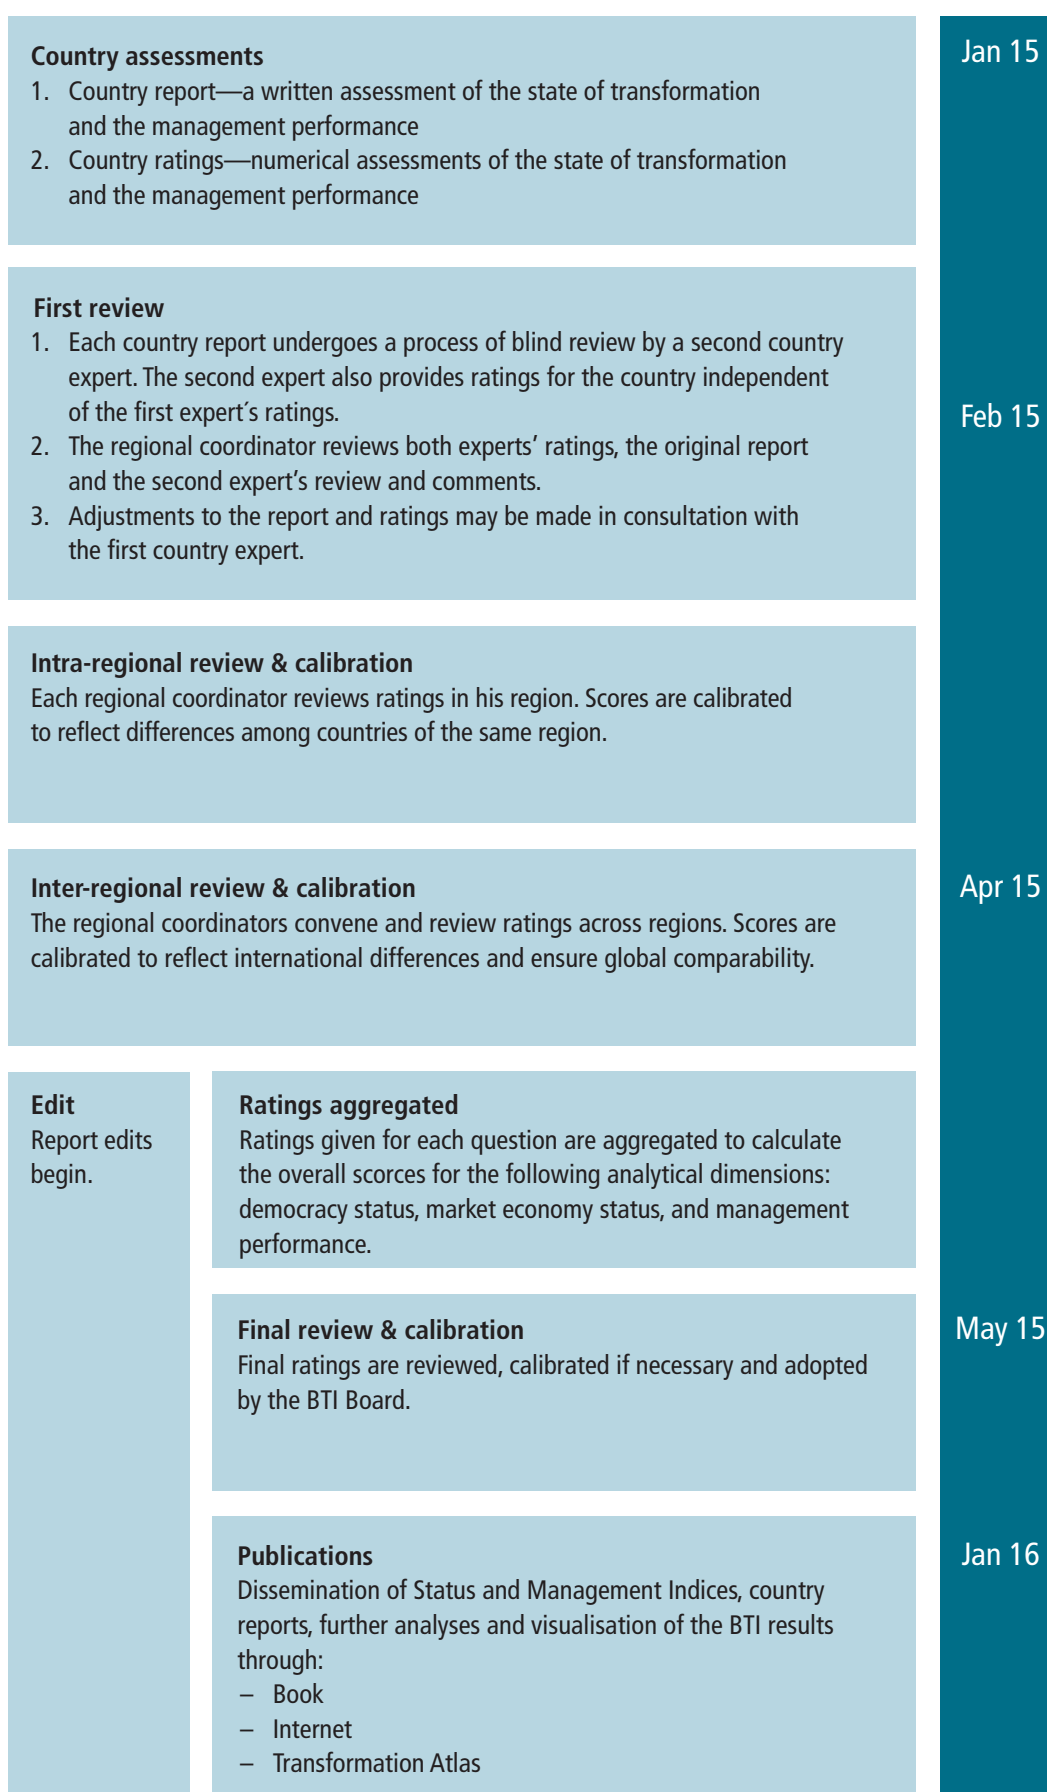 Country assessments
1. Country report—a written assessment of the state of transformation
and the management performance
2. Country ratings—numerical assessments of the state of transformation
and the management performance
Jan 15
First review
1. Each country report undergoes a process of blind review by a second country
expert. The second expert also provides ratings for the country independent
of the first expert´s ratings.
2. The regional coordinator reviews both experts’ ratings, the original report
and the second expert’s review and comments.
3. Adjustments to the report and ratings may be made in consultation with
the first country expert.
Feb 15
Intra-regional review & calibration
Each regional coordinator reviews ratings in his region. Scores are calibrated
to reflect differences among countries of the same region.
Inter-regional review & calibration
The regional coordinators convene and review ratings across regions. Scores are
calibrated to reflect international differences and ensure global comparability.
Apr 15
Edit
Report edits
begin.
Ratings aggregated
Ratings given for each question are aggregated to calculate
the overall scorces for the following analytical dimensions:
democracy status, market economy status, and management
performance.
Final review & calibration
Final ratings are reviewed, calibrated if necessary and adopted
by the BTI Board.
May 15
Publications
Dissemination of Status and Management Indices, country
reports, further analyses and visualisation of the BTI results
through:
– Book
– Internet
– Transformation Atlas
Jan 16